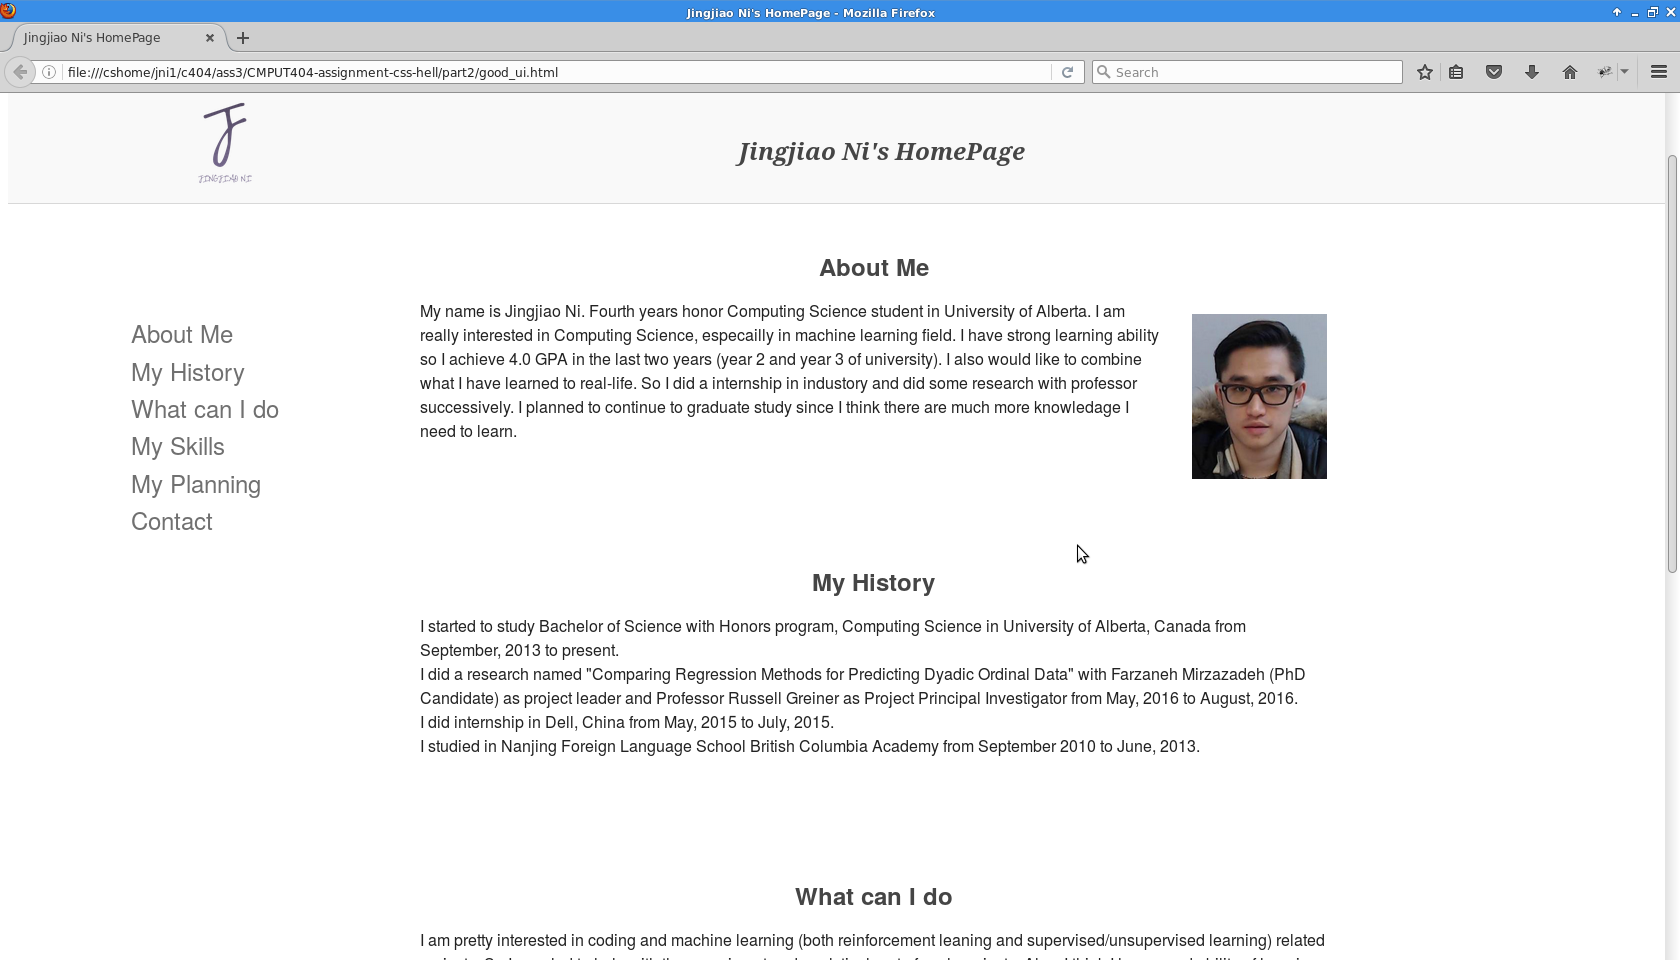 Jingjiao Ni's HomePage - Mozilla Firefox
Jingjiao Ni's HomePage
file:///cshome/jni1/c404/ass3/CMPUT404-assignment-css-hell/part2/good_ui.html
Search
J
JINGJIAO NI
Jingjiao Ni's HomePage
About Me
My History
What can I do
My Skills
My Planning
Contact
About Me
My name is Jingjiao Ni. Fourth years honor Computing Science student in University of Alberta. I am
really interested in Computing Science, especailly in machine learning field. I have strong learning ability
so I achieve 4.0 GPA in the last two years (year 2 and year 3 of university). I also would like to combine
what I have learned to real-life. So I did a internship in industory and did some research with professor
successively. I planned to continue to graduate study since I think there are much more knowledage I
need to learn.
My History
I started to study Bachelor of Science with Honors program, Computing Science in University of Alberta, Canada from
September, 2013 to present.
I did a research named "Comparing Regression Methods for Predicting Dyadic Ordinal Data" with Farzaneh Mirzazadeh (PhD
Candidate) as project leader and Professor Russell Greiner as Project Principal Investigator from May, 2016 to August, 2016.
I did internship in Dell, China from May, 2015 to July, 2015.
I studied in Nanjing Foreign Language School British Columbia Academy from September 2010 to June, 2013.
What can I do
I am pretty interested in coding and machine learning (both reinforcement leaning and supervised/unsupervised learning) related